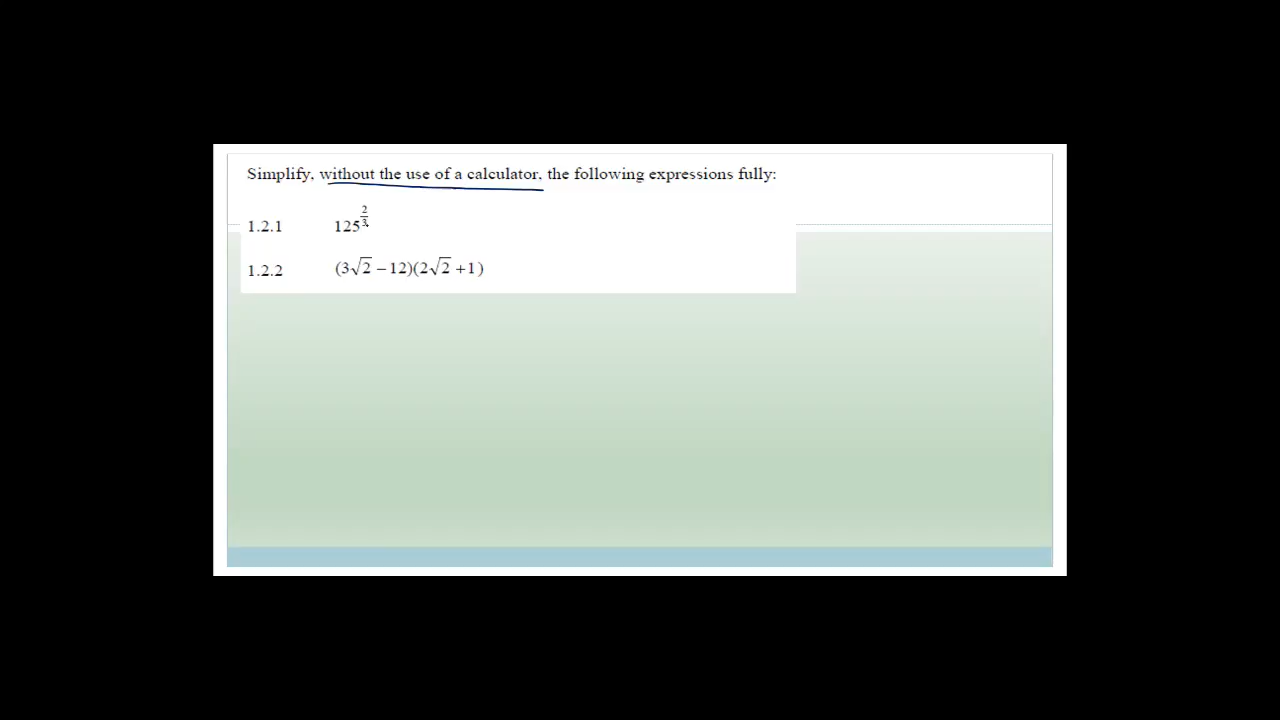 Simplify, without the use of a calculator, the following expressions fully:
1.2.1 125^{2/3}
1.2.2 (3√2 − 12)(2√2 + 1)